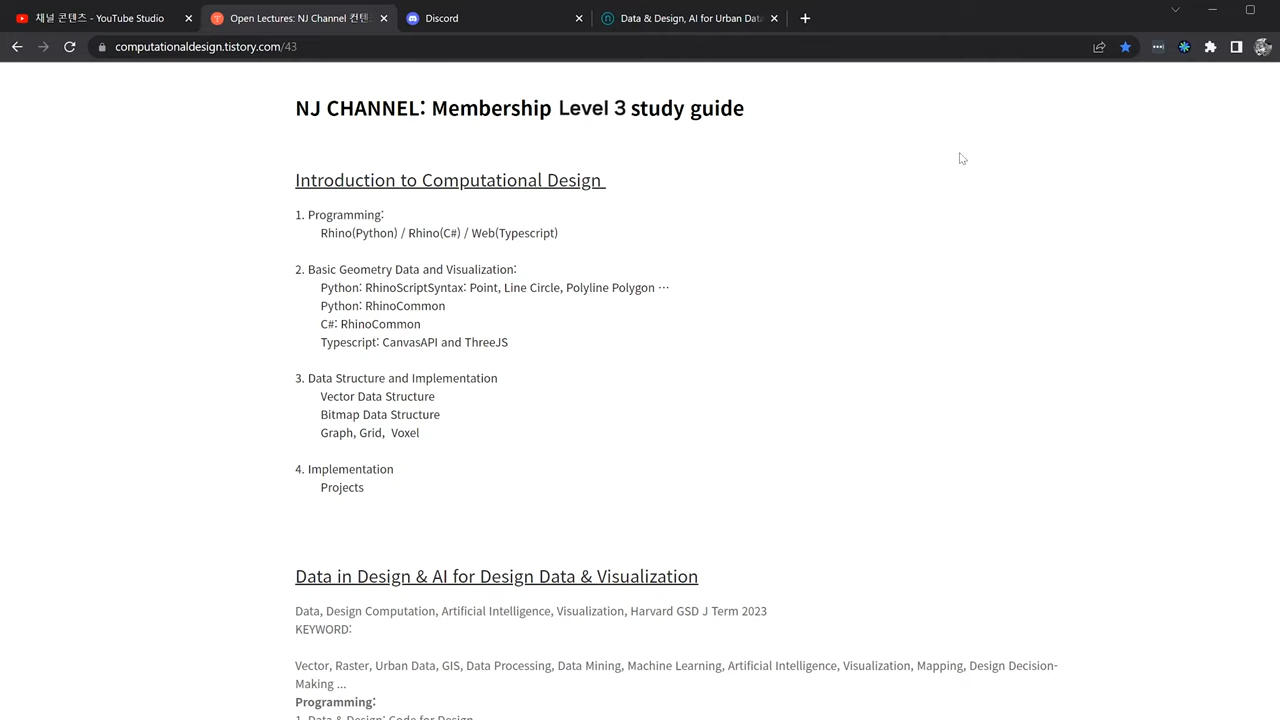 채널 콘텐츠 - YouTube Studio
Open Lectures: NJ Channel 컨텐
Discord
Data & Design, AI for Urban Dat
computationaldesign.tistory.com/43
NJ CHANNEL: Membership Level 3 study guide
Introduction to Computational Design
1. Programming:
Rhino(Python) / Rhino(C#) / Web(Typescript)
2. Basic Geometry Data and Visualization:
Python: RhinoScriptSyntax: Point, Line Circle, Polyline Polygon ⋯
Python: RhinoCommon
C#: RhinoCommon
Typescript: CanvasAPI and ThreeJS
3. Data Structure and Implementation
Vector Data Structure
Bitmap Data Structure
Graph, Grid, Voxel
4. Implementation
Projects
Data in Design & AI for Design Data & Visualization
Data, Design Computation, Artificial Intelligence, Visualization, Harvard GSD J Term 2023
KEYWORD:
Vector, Raster, Urban Data, GIS, Data Processing, Data Mining, Machine Learning, Artificial Intelligence, Visualization, Mapping, Design Decision-
Making ...
Programming:
1. Data & Design: Code for Design